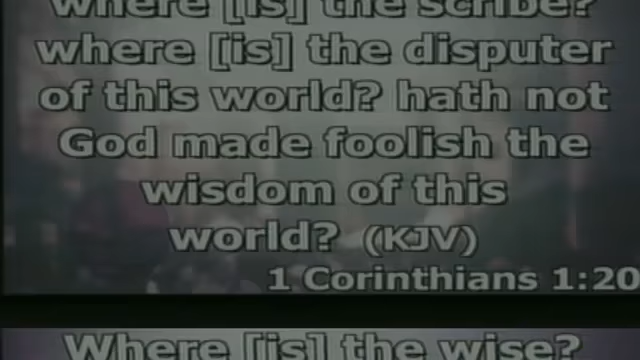 where [is] the scribe?
where [is] the disputer
of this world? hath not
God made foolish the
wisdom of this
world? (KJV)
1 Corinthians 1:20
Where [is] the wise?